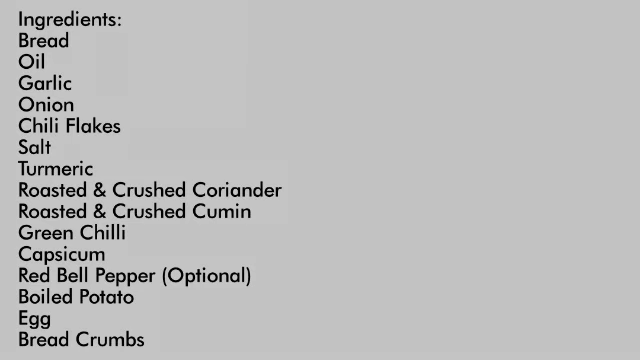 Ingredients:
Bread
Oil
Garlic
Onion
Chili Flakes
Salt
Turmeric
Roasted & Crushed Coriander
Roasted & Crushed Cumin
Green Chilli
Capsicum
Red Bell Pepper (Optional)
Boiled Potato
Egg
Bread Crumbs